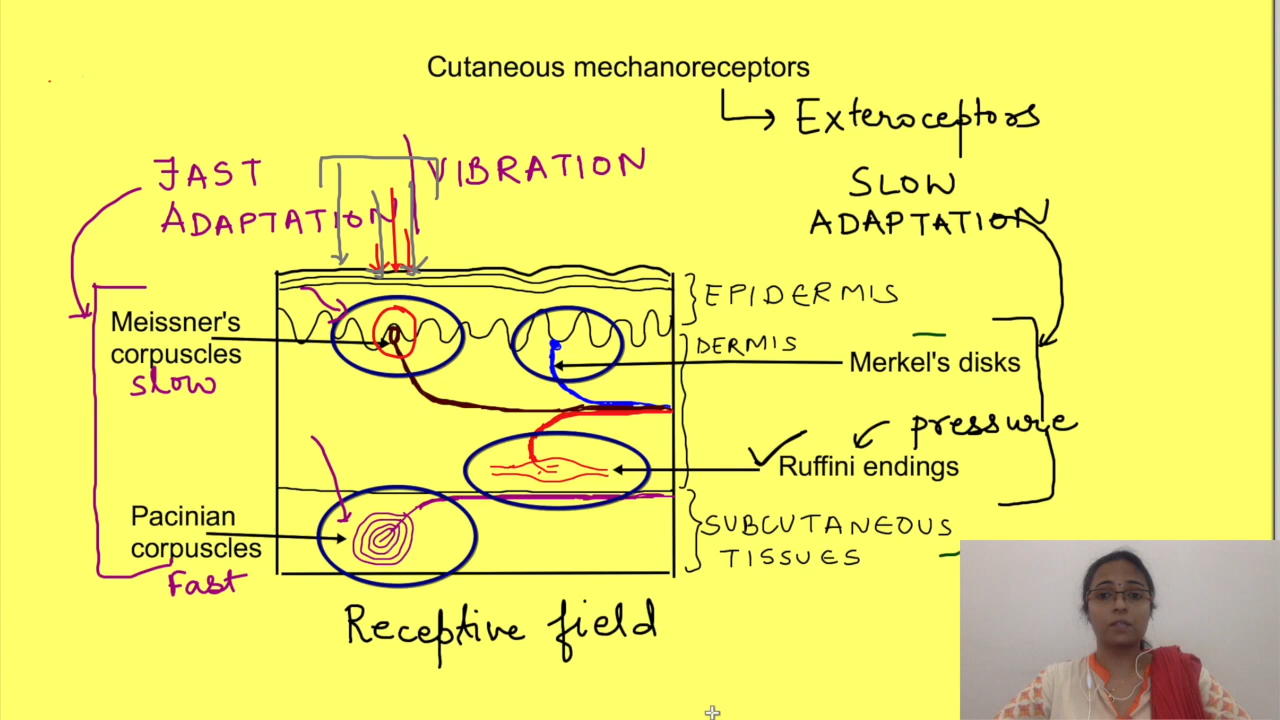 Cutaneous mechanoreceptors
Exteroceptors
FAST
ADAPTATION
VIBRATION
SLOW
ADAPTATION
EPIDERMIS
Meissner's
corpuscles
slow
DERMIS
Merkel's disks
pressure
Ruffini endings
Pacinian
corpuscles
Fast
SUBCUTANEOUS
TISSUES
Receptive field